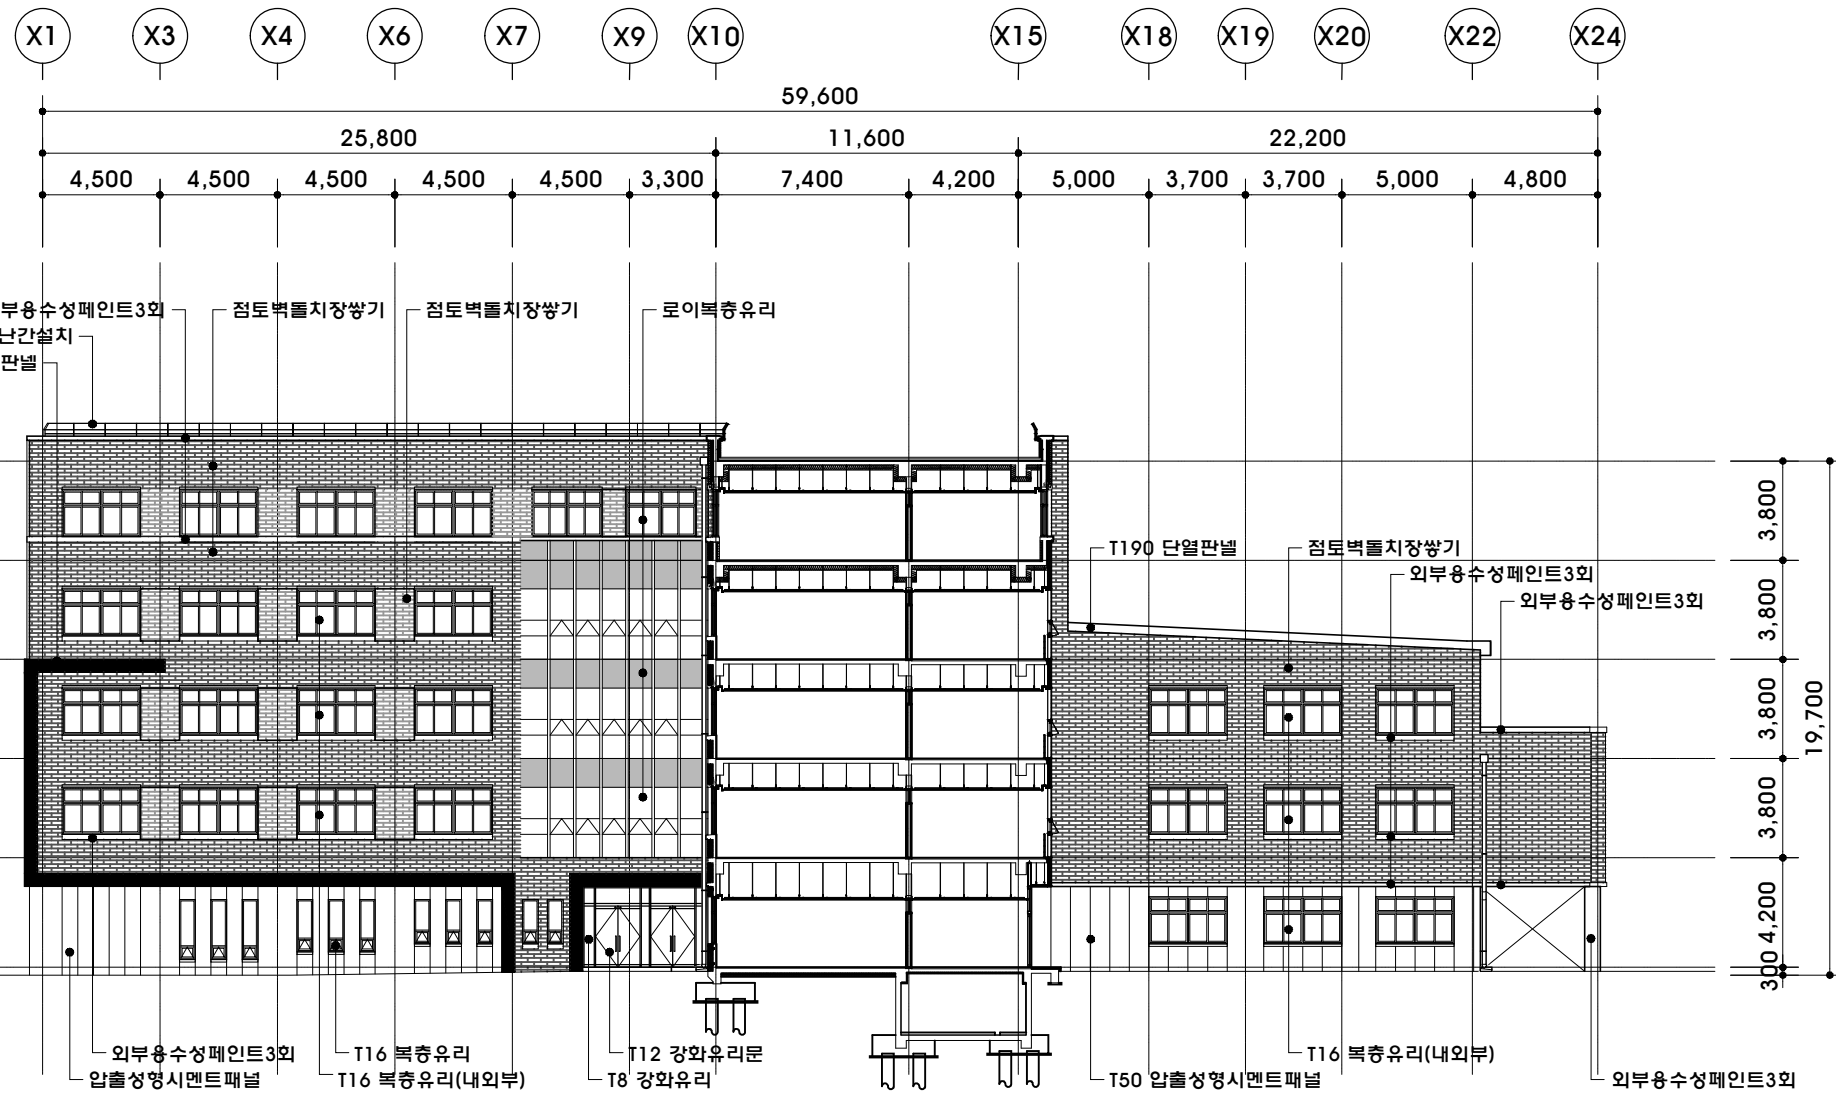 X1 X3 X4 X6 X7 X9 X10 X15 X18 X19 X20 X22 X24
59,600
25,800 11,600 22,200
4,500 4,500 4,500 4,500 4,500 3,300 7,400 4,200 5,000 3,700 3,700 5,000 4,800
부용수성페인트3회 점토벽돌치장쌓기 점토벽돌치장쌓기 로이복층유리
난간설치
판넬
T190 단열판넬 점토벽돌치장쌓기
외부용수성페인트3회
외부용수성페인트3회
3,800
3,800
3,800
3,800
4,200
300
19,700
외부용수성페인트3회 T16 복층유리 T12 강화유리문 T16 복층유리(내외부)
압출성형시멘트패널 T16 복층유리(내외부) T8 강화유리 T50 압출성형시멘트패널 외부용수성페인트3회